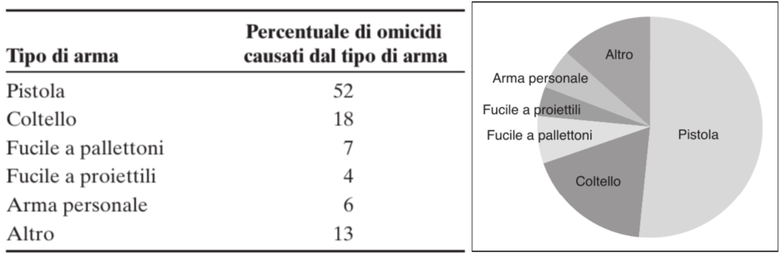 Tipo di arma
Percentuale di omicidi
causati dal tipo di arma
Pistola 52
Coltello 18
Fucile a pallettoni 7
Fucile a proiettili 4
Arma personale 6
Altro 13
Altro
Arma personale
Fucile a proiettili
Fucile a pallettoni
Pistola
Coltello